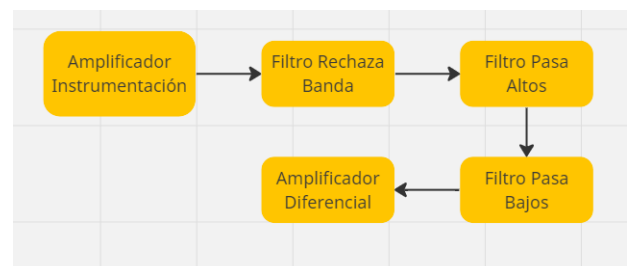 Amplificador
Instrumentación
Filtro Rechaza
Banda
Filtro Pasa
Altos
Filtro Pasa
Bajos
Amplificador
Diferencial